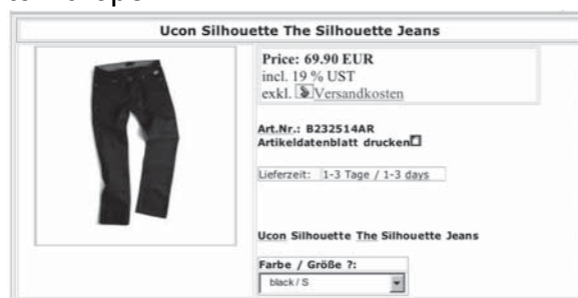 Ucon Silhouette The Silhouette Jeans
Price: 69.90 EUR
incl. 19 % UST
exkl. Versandkosten
Art.Nr.: B232514AR
Artikeldatenblatt drucken
Lieferzeit: 1-3 Tage / 1-3 days
Ucon Silhouette The Silhouette Jeans
Farbe / Größe ?:
black / S